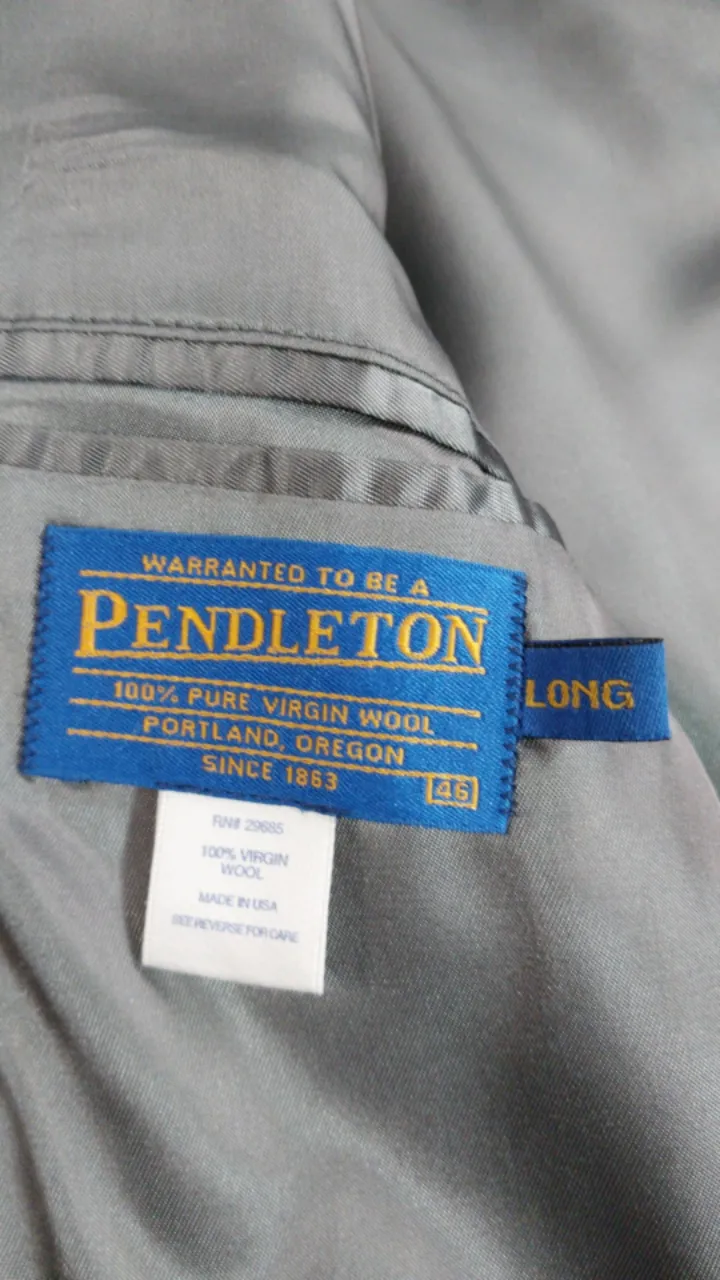 WARRANTED TO BE A
PENDLETON
100% PURE VIRGIN WOOL
PORTLAND, OREGON
SINCE 1863
46
LONG
RN# 29685
100% VIRGIN
WOOL
MADE IN USA
SEE REVERSE FOR CARE